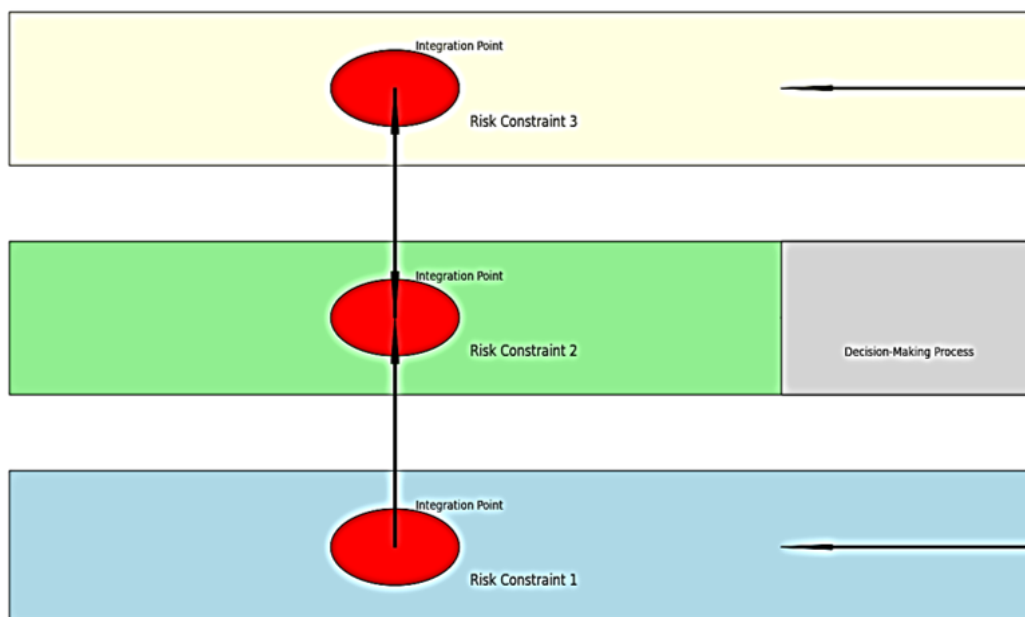 Integration Point
Risk Constraint 3
Integration Point
Risk Constraint 2
Decision-Making Process
Integration Point
Risk Constraint 1